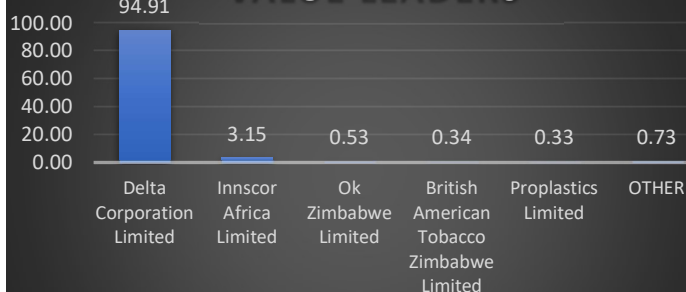 94.91
100.00
80.00
60.00
40.00
20.00
0.00
3.15
0.53
0.34
0.33
0.73
Delta
Corporation
Limited
Innscor
Africa
Limited
Ok
Zimbabwe
Limited
British
American
Tobacco
Zimbabwe
Limited
Proplastics
Limited
OTHER